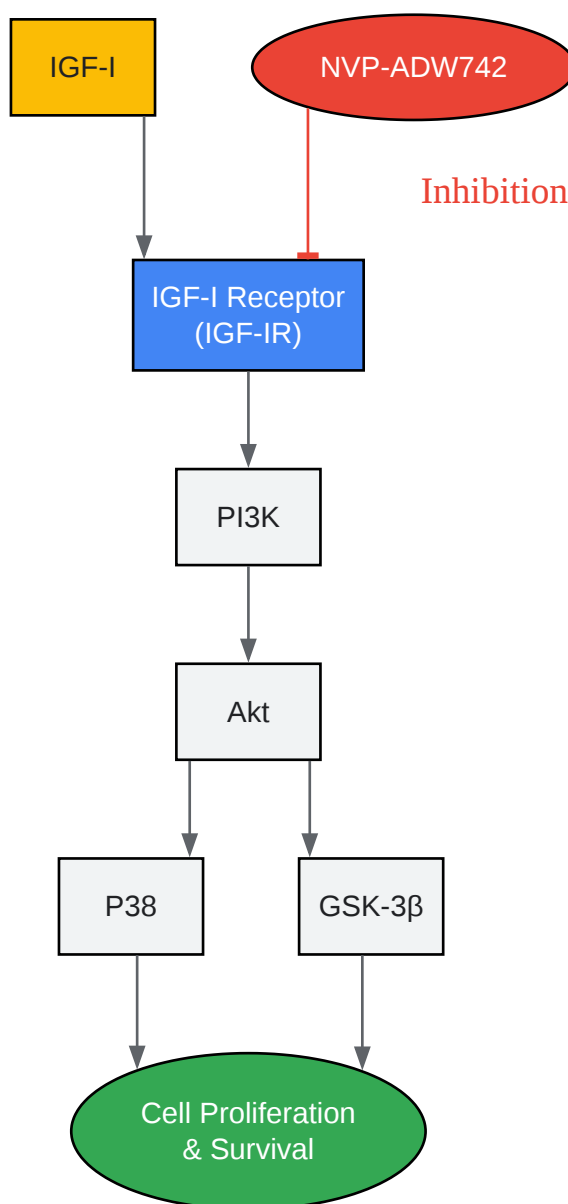 IGF-I
NVP-ADW742
Inhibition
IGF-I Receptor
(IGF-IR)
PI3K
Akt
P38
GSK-3β
Cell Proliferation
& Survival